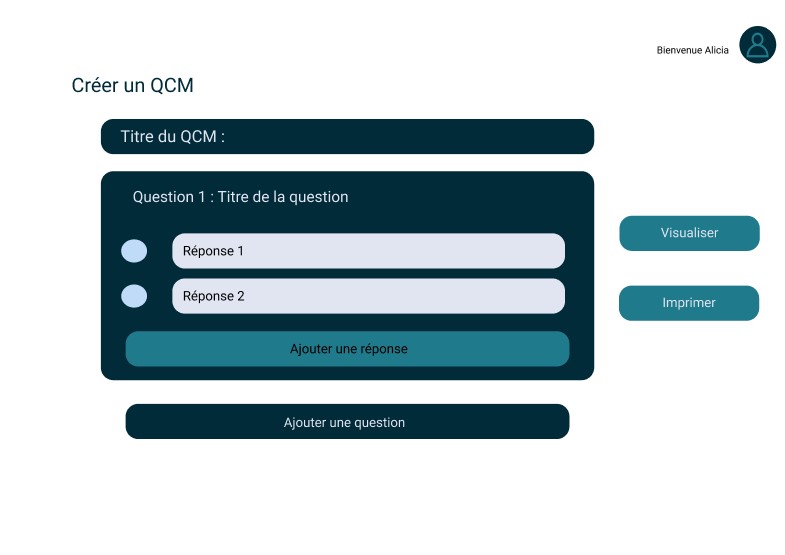 Bienvenue Alicia
Créer un QCM
Titre du QCM :
Question 1 : Titre de la question
Réponse 1
Réponse 2
Ajouter une réponse
Ajouter une question
Visualiser
Imprimer